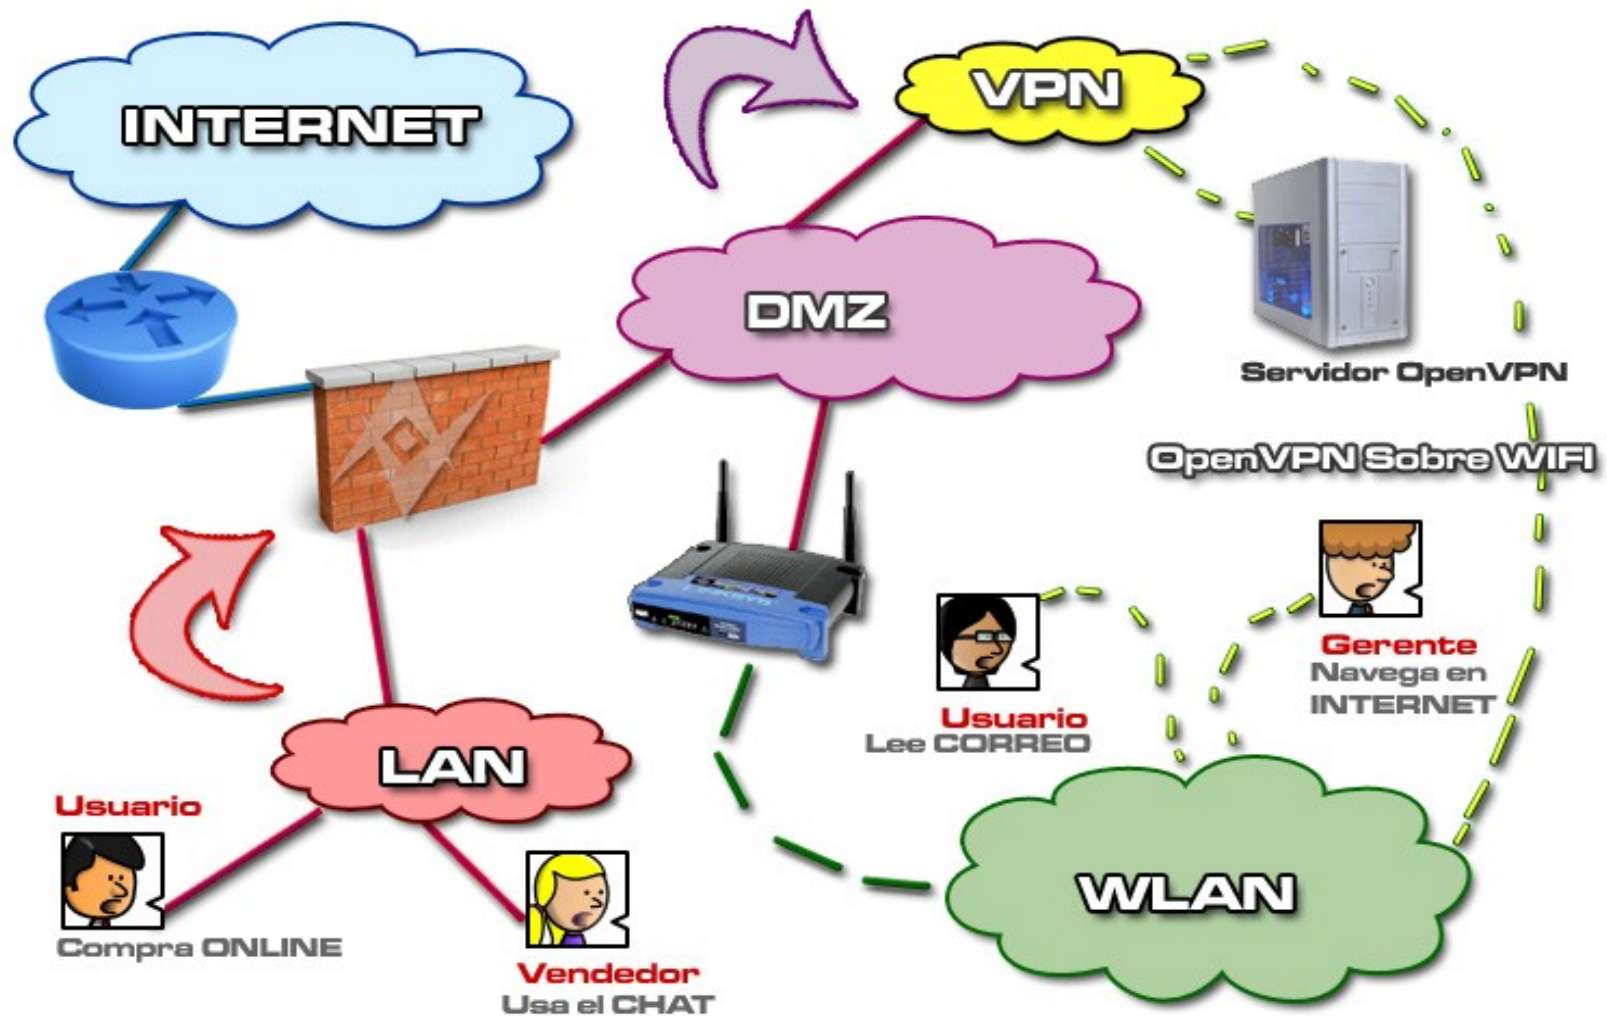 INTERNET
VPN
DMZ
Servidor OpenVPN
OpenVPN Sobre WIFI
Gerente
Navega en
INTERNET
Usuario
Lee CORREO
LAN
Usuario
Compra ONLINE
Vendedor
Usa el CHAT
WLAN